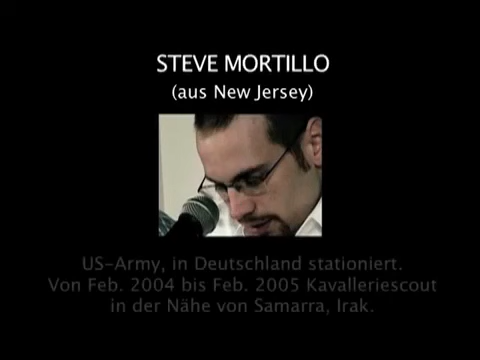 STEVE MORTILLO
(aus New Jersey)
US-Army, in Deutschland stationiert.
Von Feb. 2004 bis Feb. 2005 Kavalleriescout
in der Nähe von Samarra, Irak.